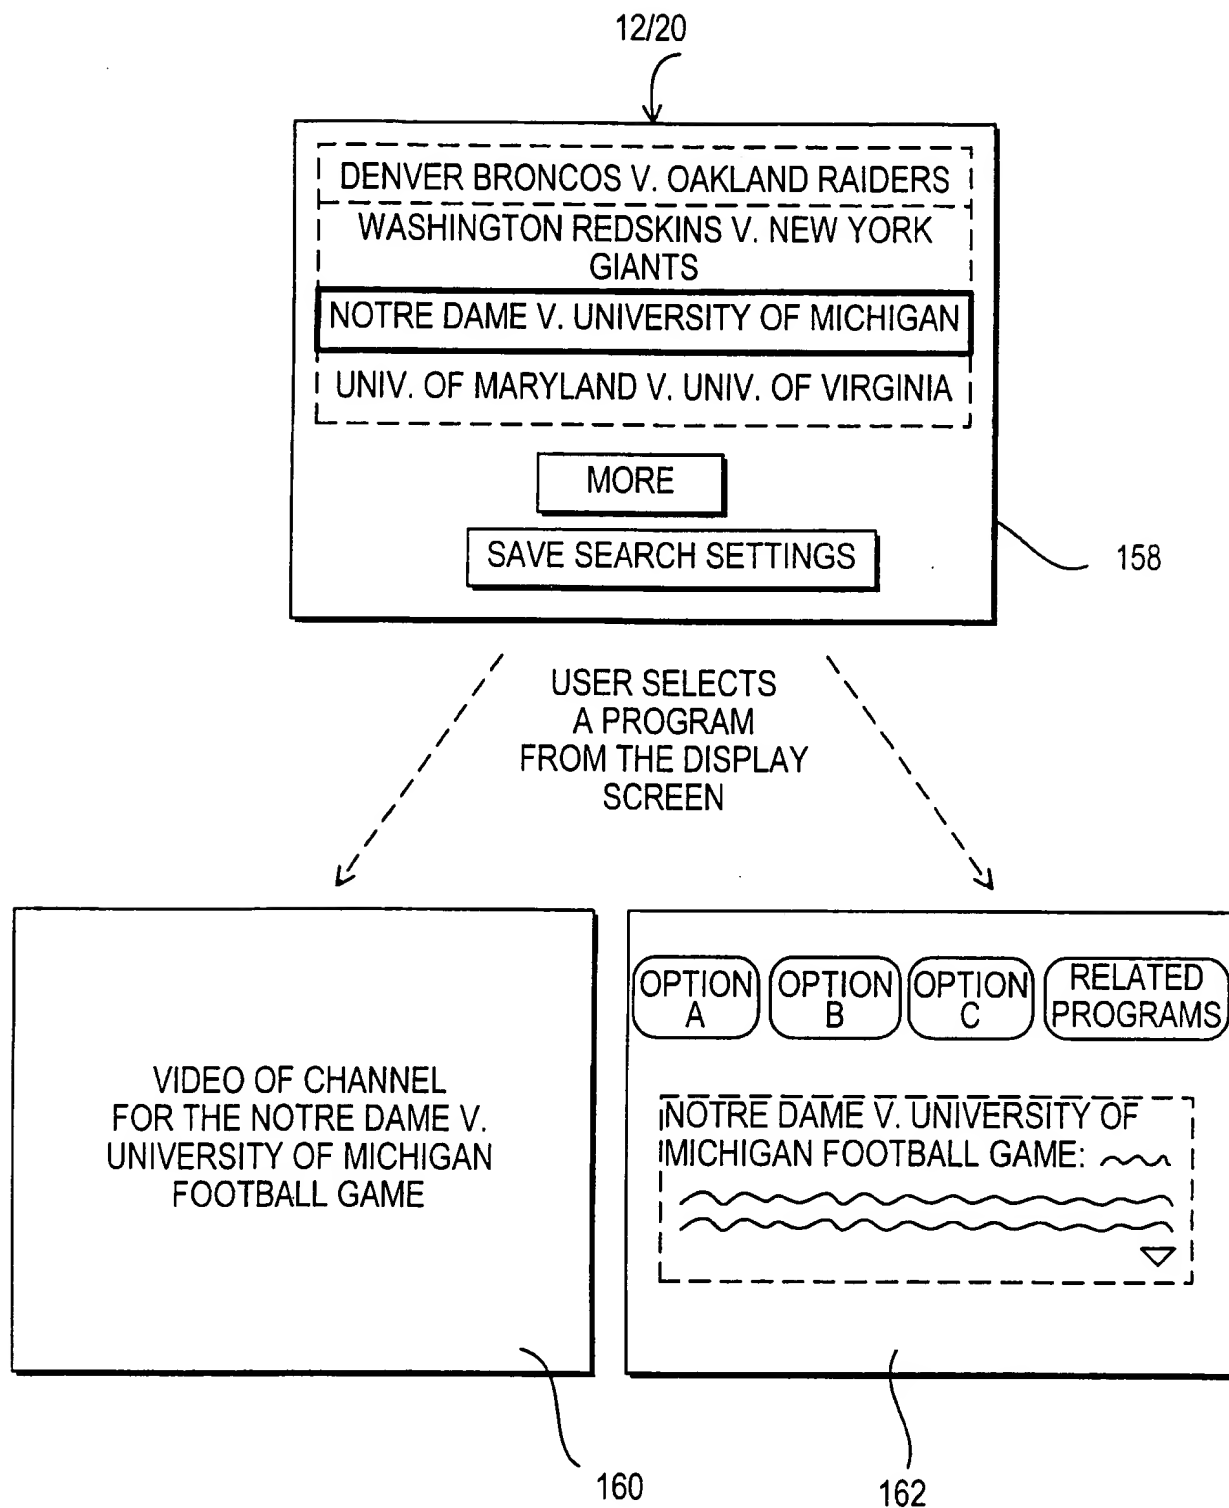 12/20
DENVER BRONCOS V. OAKLAND RAIDERS
WASHINGTON REDSKINS V. NEW YORK
GIANTS
NOTRE DAME V. UNIVERSITY OF MICHIGAN
UNIV. OF MARYLAND V. UNIV. OF VIRGINIA
MORE
SAVE SEARCH SETTINGS
158
USER SELECTS
A PROGRAM
FROM THE DISPLAY
SCREEN
VIDEO OF CHANNEL
FOR THE NOTRE DAME V.
UNIVERSITY OF MICHIGAN
FOOTBALL GAME
160
OPTION
A
OPTION
B
OPTION
C
RELATED
PROGRAMS
NOTRE DAME V. UNIVERSITY OF
MICHIGAN FOOTBALL GAME:
162